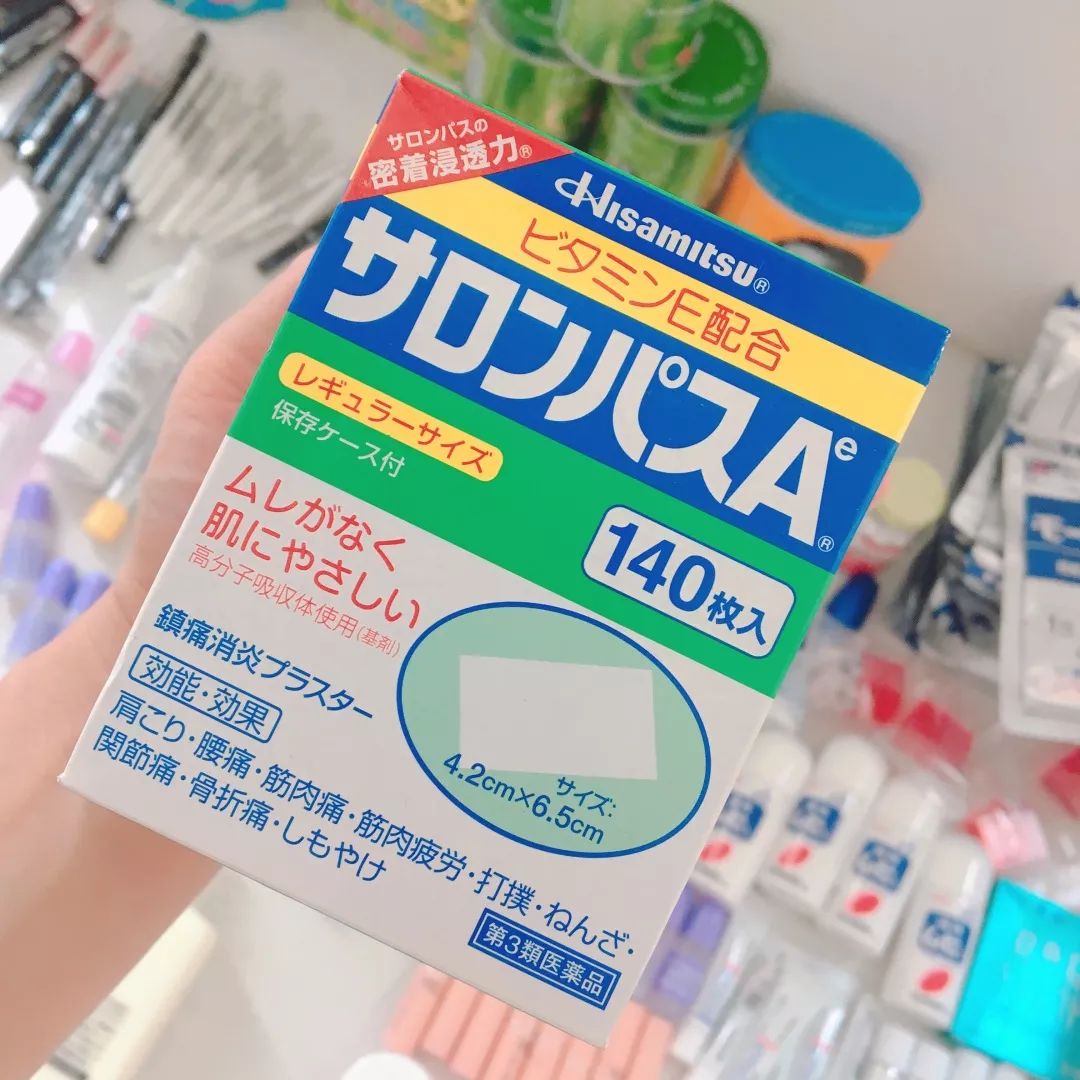 サロンパスの
密着浸透力®
Hisamitsu®
ビタミンE配合
サロンパスAe®
レギュラーサイズ
保存ケース付
140枚入
ムレがなく
肌にやさしい
高分子吸収体使用(基剤)
鎮痛消炎プラスター
効能・効果
肩こり・腰痛・筋肉痛・筋肉疲労・打撲・ねんざ・
関節痛・骨折痛・しもやけ
サイズ:
4.2cm×6.5cm
第3類医薬品